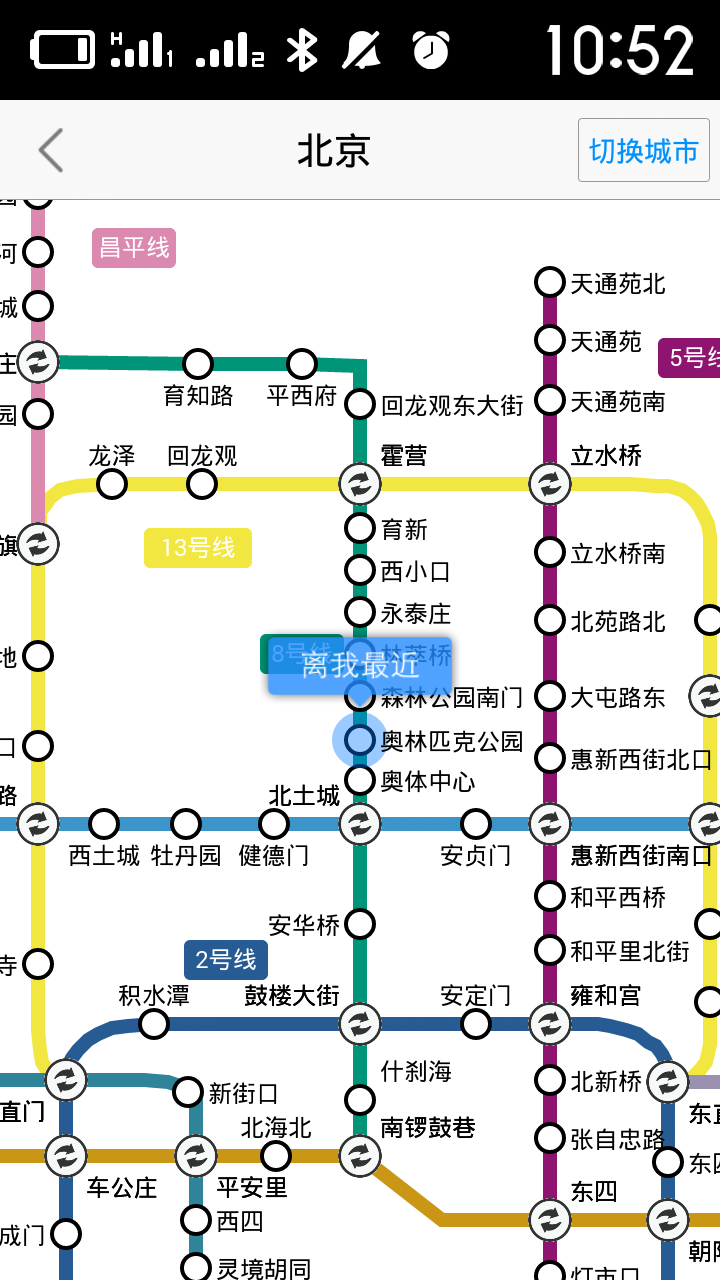 10:52
北京
切换城市
昌平线
河
天通苑北
城
天通苑
5号线
庄
育知路
平西府
回龙观东大街
天通苑南
园
龙泽
回龙观
霍营
立水桥
育新
13号线
旗
立水桥南
西小口
永泰庄
北苑路北
8号线
林萃桥
地
离我最近
森林公园南门
大屯路东
奥林匹克公园
口
惠新西街北口
奥体中心
路
北土城
西土城
牡丹园
健德门
安贞门
惠新西街南口
和平西桥
安华桥
和平里北街
寺
2号线
积水潭
鼓楼大街
安定门
雍和宫
什刹海
北新桥
新街口
直门
东直
北海北
南锣鼓巷
张自忠路
东四
车公庄
平安里
东四
西四
成门
朝阳
灵境胡同
灯市口